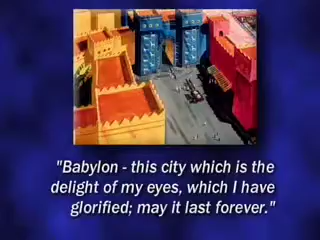 "Babylon - this city which is the
delight of my eyes, which I have
glorified; may it last forever."